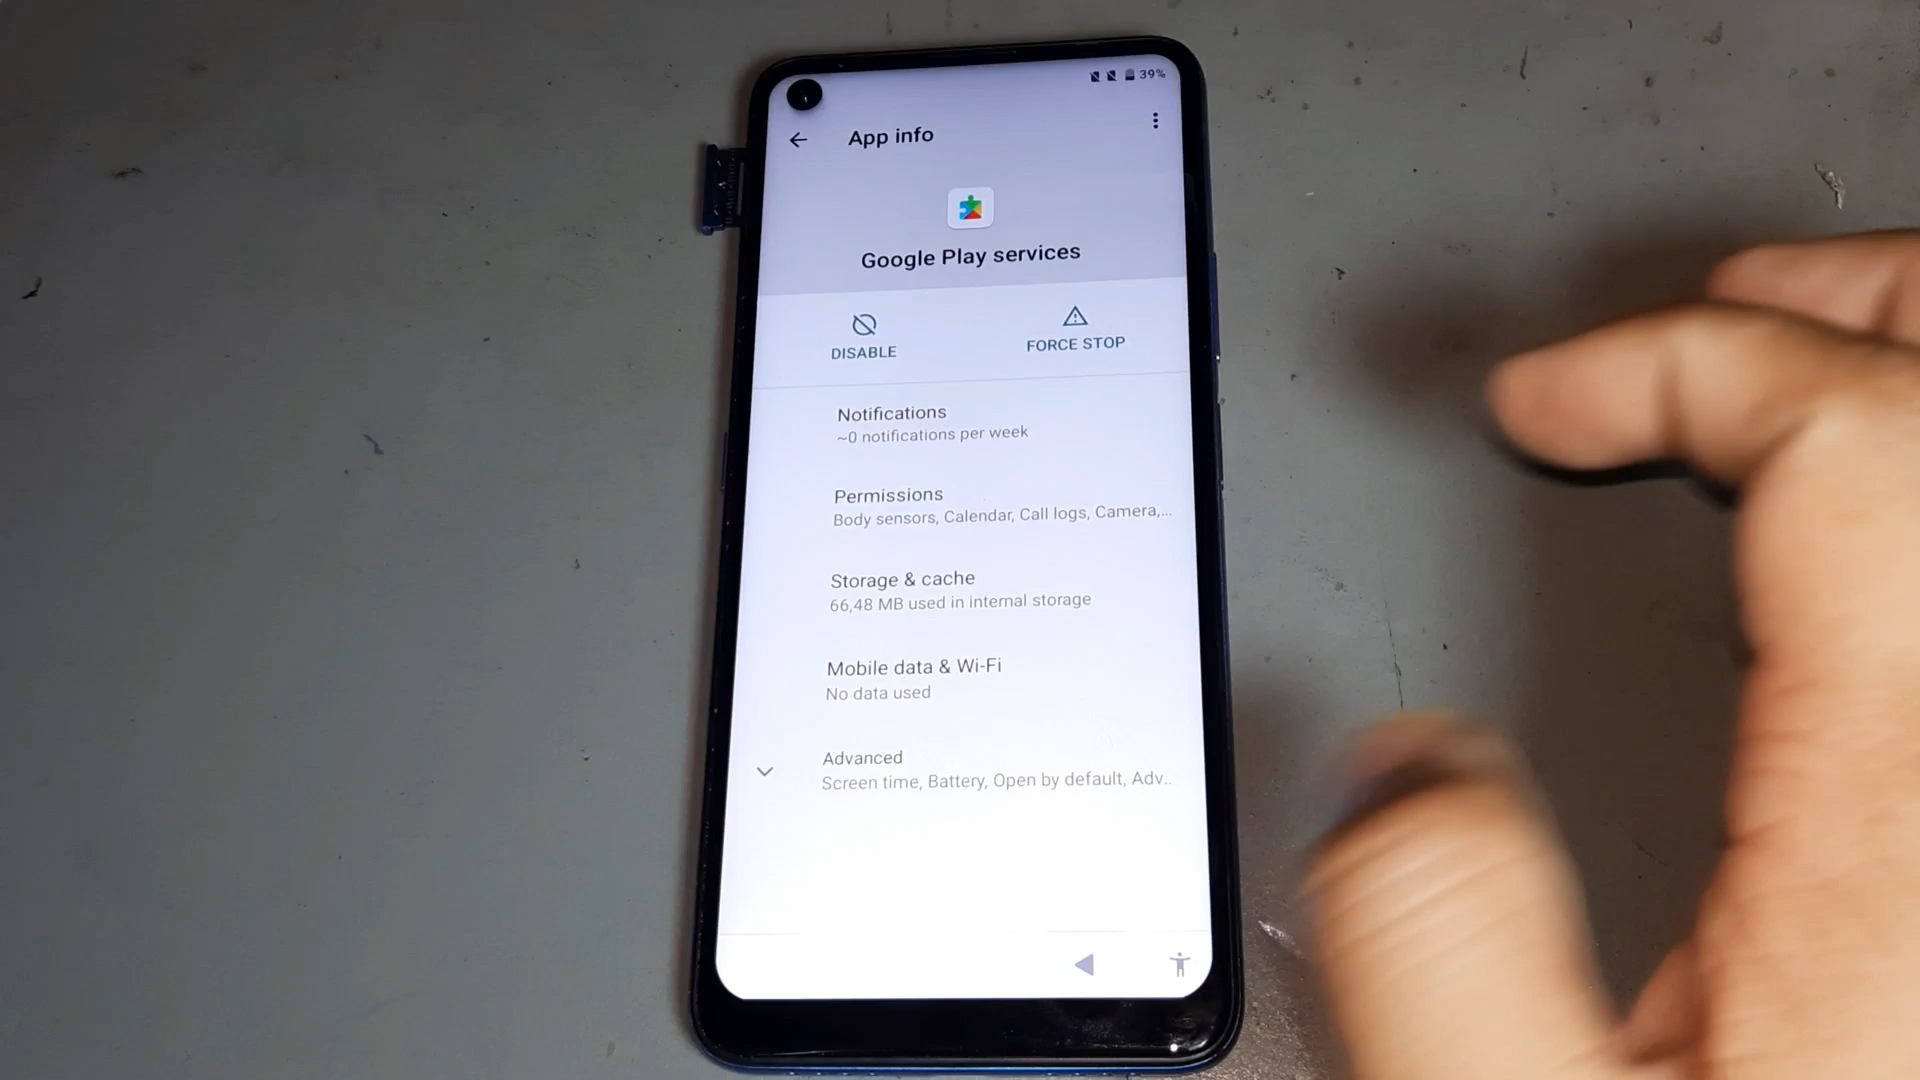 39%
App info
Google Play services
DISABLE
FORCE STOP
Notifications
~0 notifications per week
Permissions
Body sensors, Calendar, Call logs, Camera,...
Storage & cache
66,48 MB used in internal storage
Mobile data & Wi-Fi
No data used
Advanced
Screen time, Battery, Open by default, Adv..